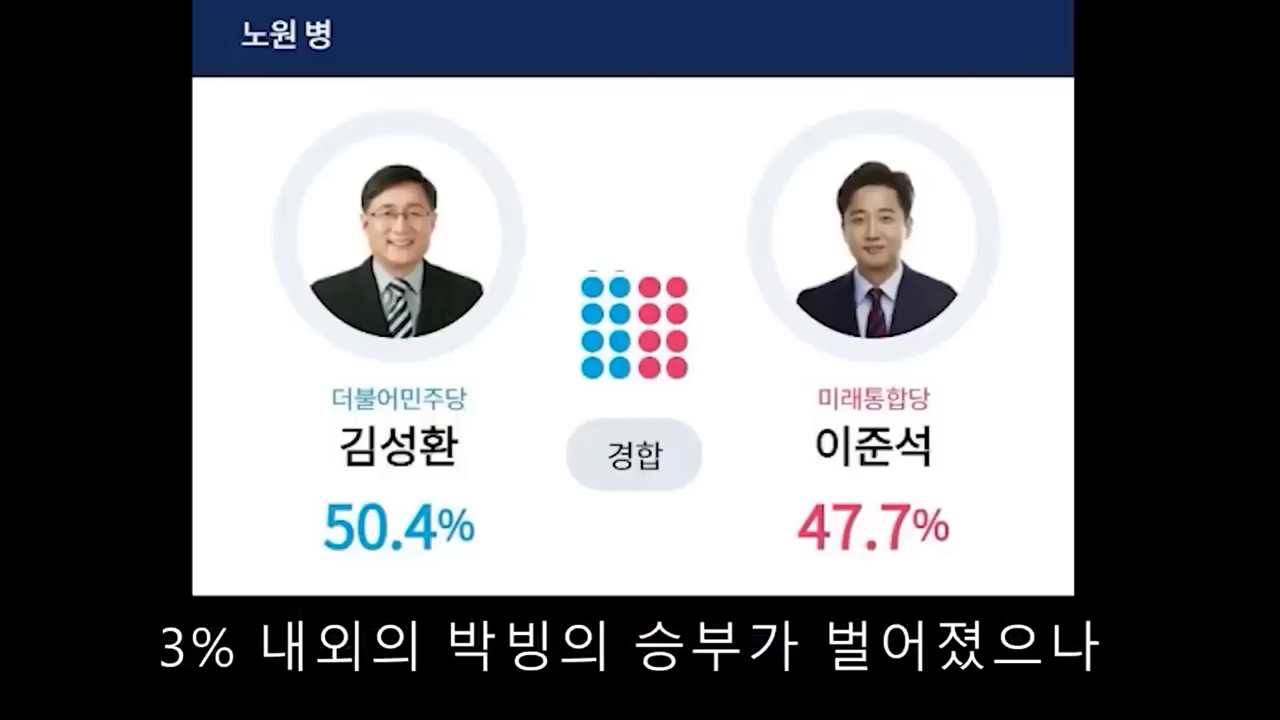 노원 병
더불어민주당
김성환
50.4%
경합
미래통합당
이준석
47.7%
3% 내외의 박빙의 승부가 벌어졌으나